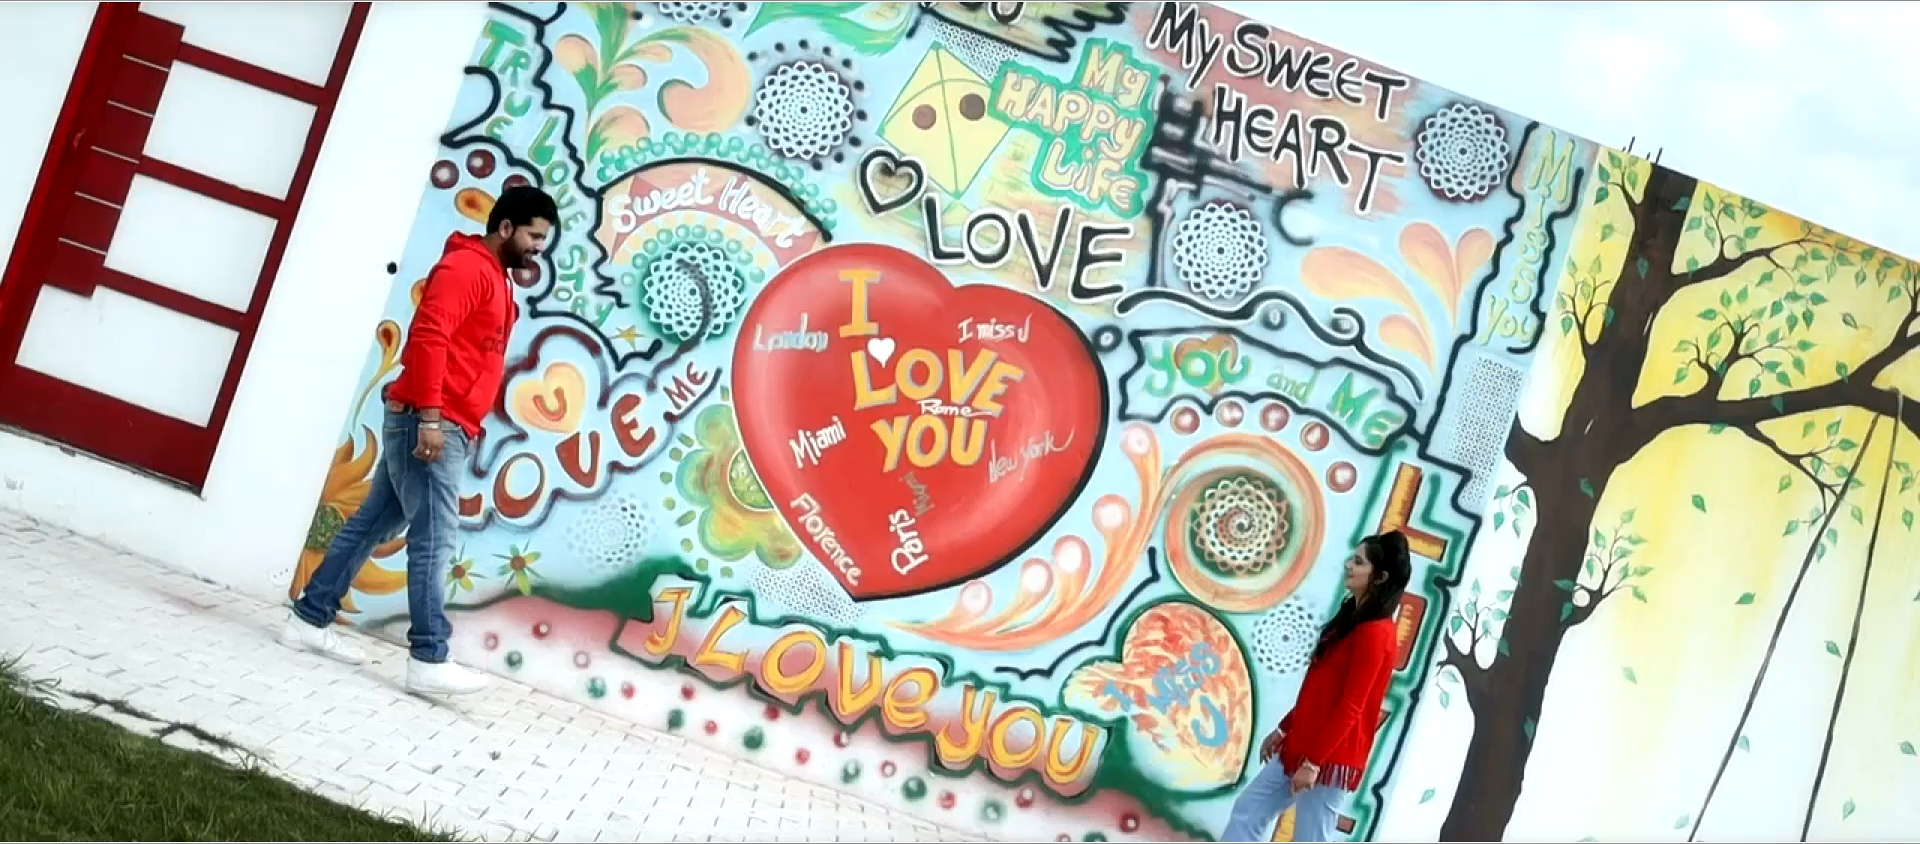 TRUE LOVE STORY
My SWEET
HEART
My
HAPPY
LiFE
Sweet Heart
LOVE
M
iss
you
I
LOVE
YOU
I miss U
Rome
Miami
New york
Florence
Paris
U
LOVE ME
YOU and ME
I LOVE YOU
I MISS
U